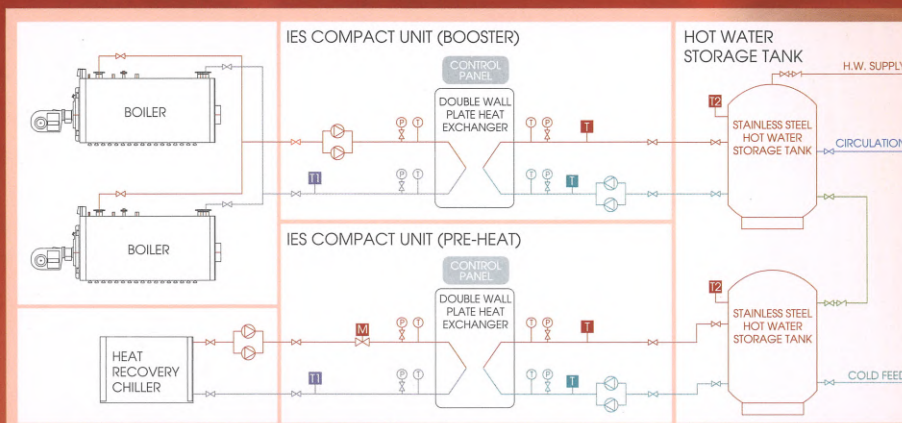 IES COMPACT UNIT (BOOSTER)
HOT WATER
STORAGE TANK
CONTROL
PANEL
H.W. SUPPLY
BOILER
DOUBLE WALL
PLATE HEAT
EXCHANGER
P
T
P
T
T
P
T
T2
STAINLESS STEEL
HOT WATER
STORAGE TANK
CIRCULATION
T1
P
T
T
P
T
BOILER
IES COMPACT UNIT (PRE-HEAT)
CONTROL
PANEL
DOUBLE WALL
PLATE HEAT
EXCHANGER
M
P
T
T
P
T
T2
STAINLESS STEEL
HOT WATER
STORAGE TANK
HEAT
RECOVERY
CHILLER
T1
P
T
T
P
T
COLD FEED